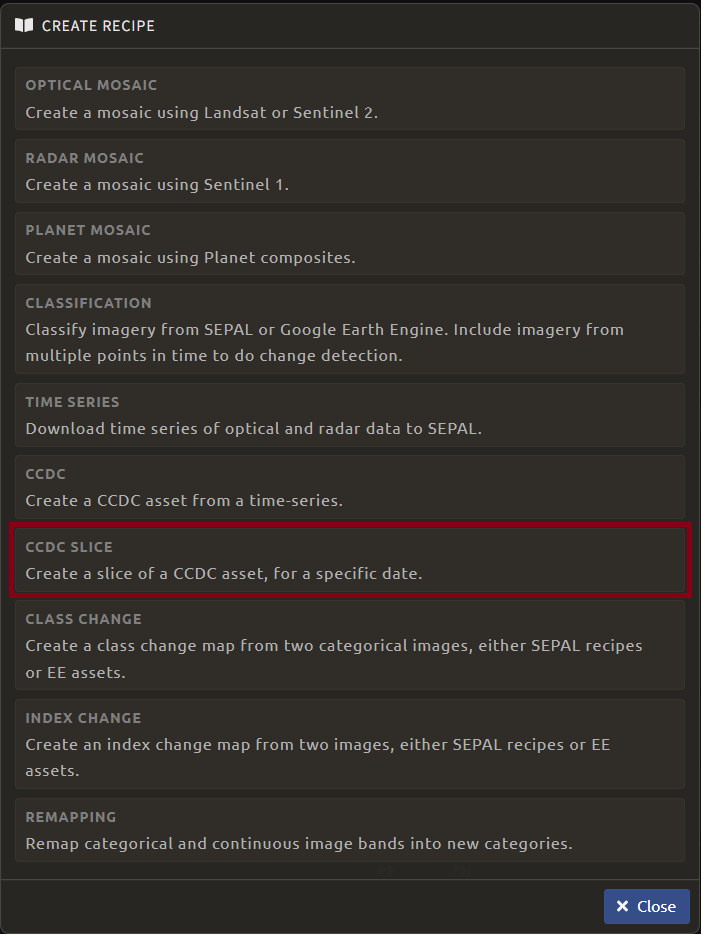 CREATE RECIPE
OPTICAL MOSAIC
Create a mosaic using Landsat or Sentinel 2.
RADAR MOSAIC
Create a mosaic using Sentinel 1.
PLANET MOSAIC
Create a mosaic using Planet composites.
CLASSIFICATION
Classify imagery from SEPAL or Google Earth Engine. Include imagery from
multiple points in time to do change detection.
TIME SERIES
Download time series of optical and radar data to SEPAL.
CCDC
Create a CCDC asset from a time-series.
CCDC SLICE
Create a slice of a CCDC asset, for a specific date.
CLASS CHANGE
Create a class change map from two categorical images, either SEPAL recipes
or EE assets.
INDEX CHANGE
Create an index change map from two images, either SEPAL recipes or EE
assets.
REMAPPING
Remap categorical and continuous image bands into new categories.
Close